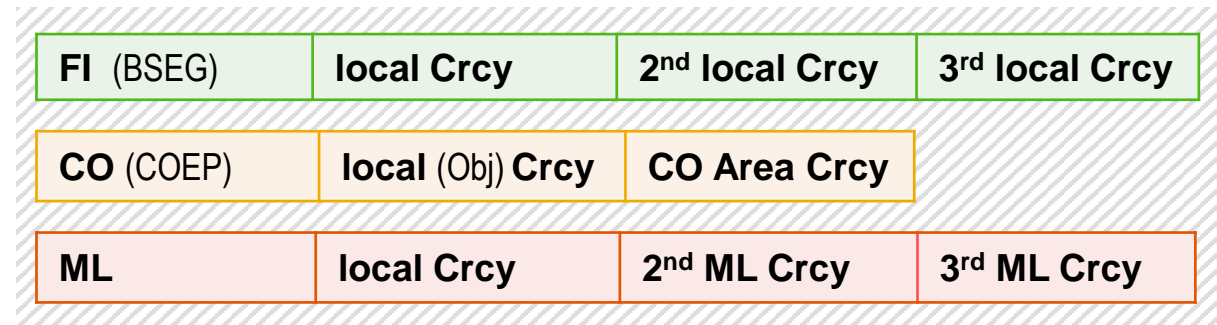 FI (BSEG) local Crcy 2nd local Crcy 3rd local Crcy
CO (COEP) local (Obj) Crcy CO Area Crcy
ML local Crcy 2nd ML Crcy 3rd ML Crcy